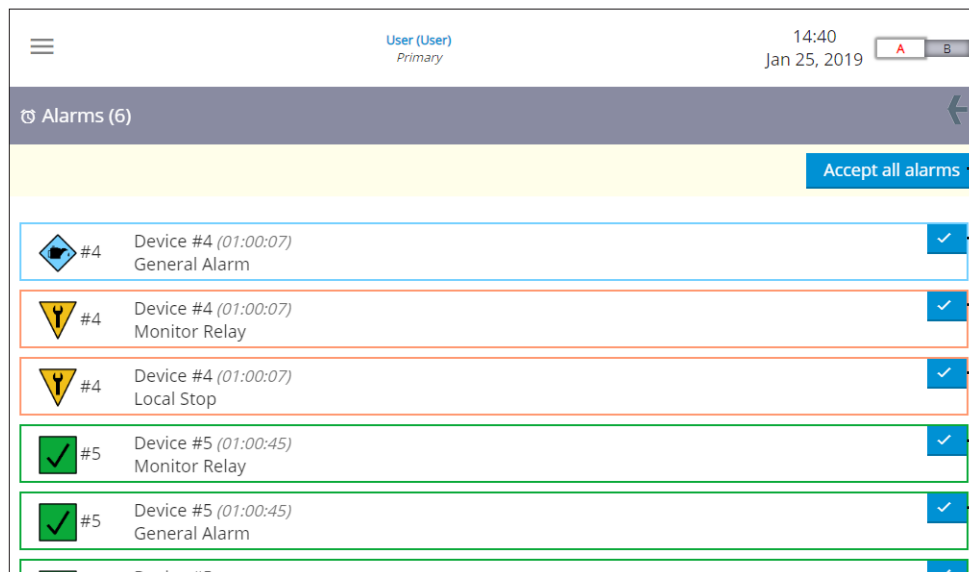 User (User)
Primary
14:40
Jan 25, 2019
A
B
Alarms (6)
Accept all alarms
#4
Device #4 (01:00:07)
General Alarm
#4
Device #4 (01:00:07)
Monitor Relay
#4
Device #4 (01:00:07)
Local Stop
#5
Device #5 (01:00:45)
Monitor Relay
#5
Device #5 (01:00:45)
General Alarm